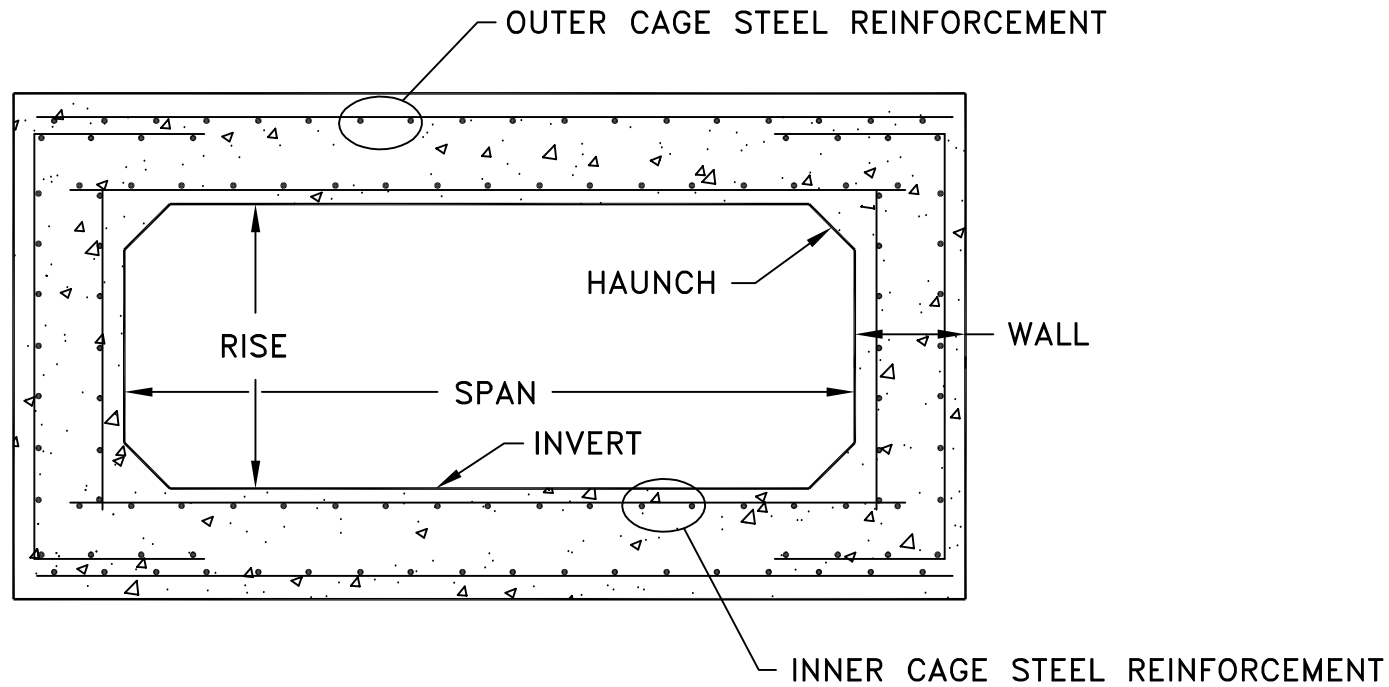 OUTER CAGE STEEL REINFORCEMENT
HAUNCH
WALL
RISE
SPAN
INVERT
INNER CAGE STEEL REINFORCEMENT